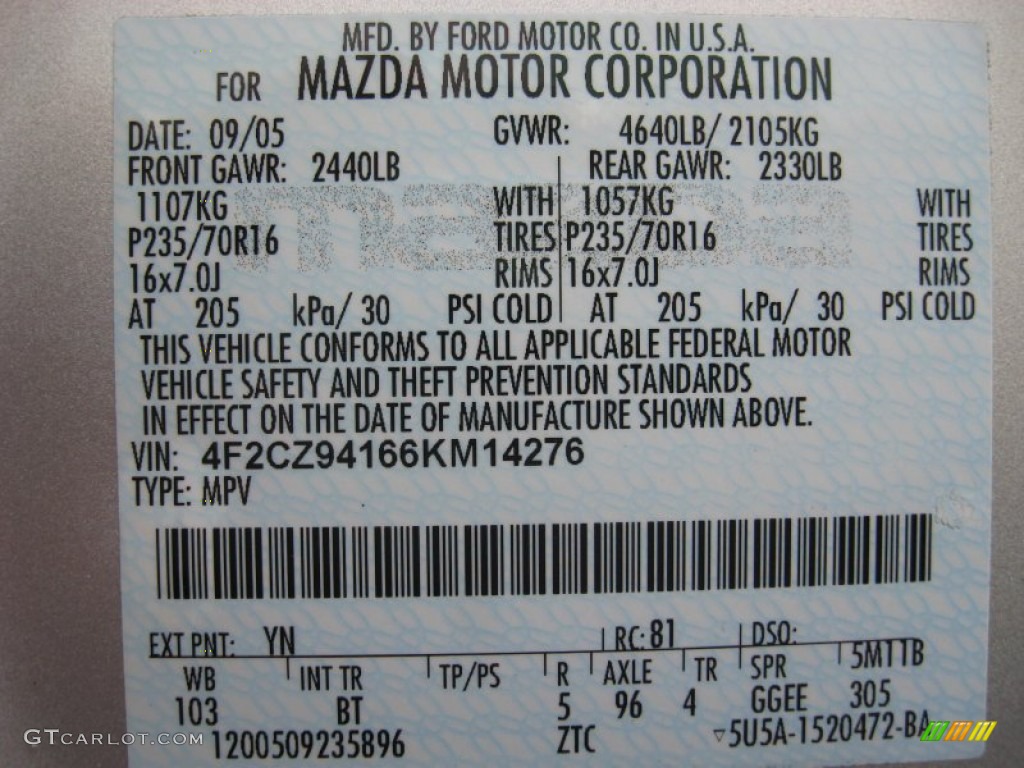 MFD. BY FORD MOTOR CO. IN U.S.A.
FOR MAZDA MOTOR CORPORATION
DATE: 09/05 GVWR: 4640LB/ 2105KG
FRONT GAWR: 2440LB REAR GAWR: 2330LB
1107KG WITH 1057KG WITH
P235/70R16 TIRES P235/70R16 TIRES
16x7.0J RIMS 16x7.0J RIMS
AT 205 kPa/ 30 PSI COLD AT 205 kPa/ 30 PSI COLD
THIS VEHICLE CONFORMS TO ALL APPLICABLE FEDERAL MOTOR
VEHICLE SAFETY AND THEFT PREVENTION STANDARDS
IN EFFECT ON THE DATE OF MANUFACTURE SHOWN ABOVE.
VIN: 4F2CZ94166KM14276
TYPE: MPV
EXT PNT: YN RC: 81 DSO:
WB INT TR TP/PS R AXLE TR SPR 5M11B
103 BT 5 96 4 GGEE 305
1200509235896 ZTC ▽5U5A-1520472-BA
GTCARLOT.COM
mazda